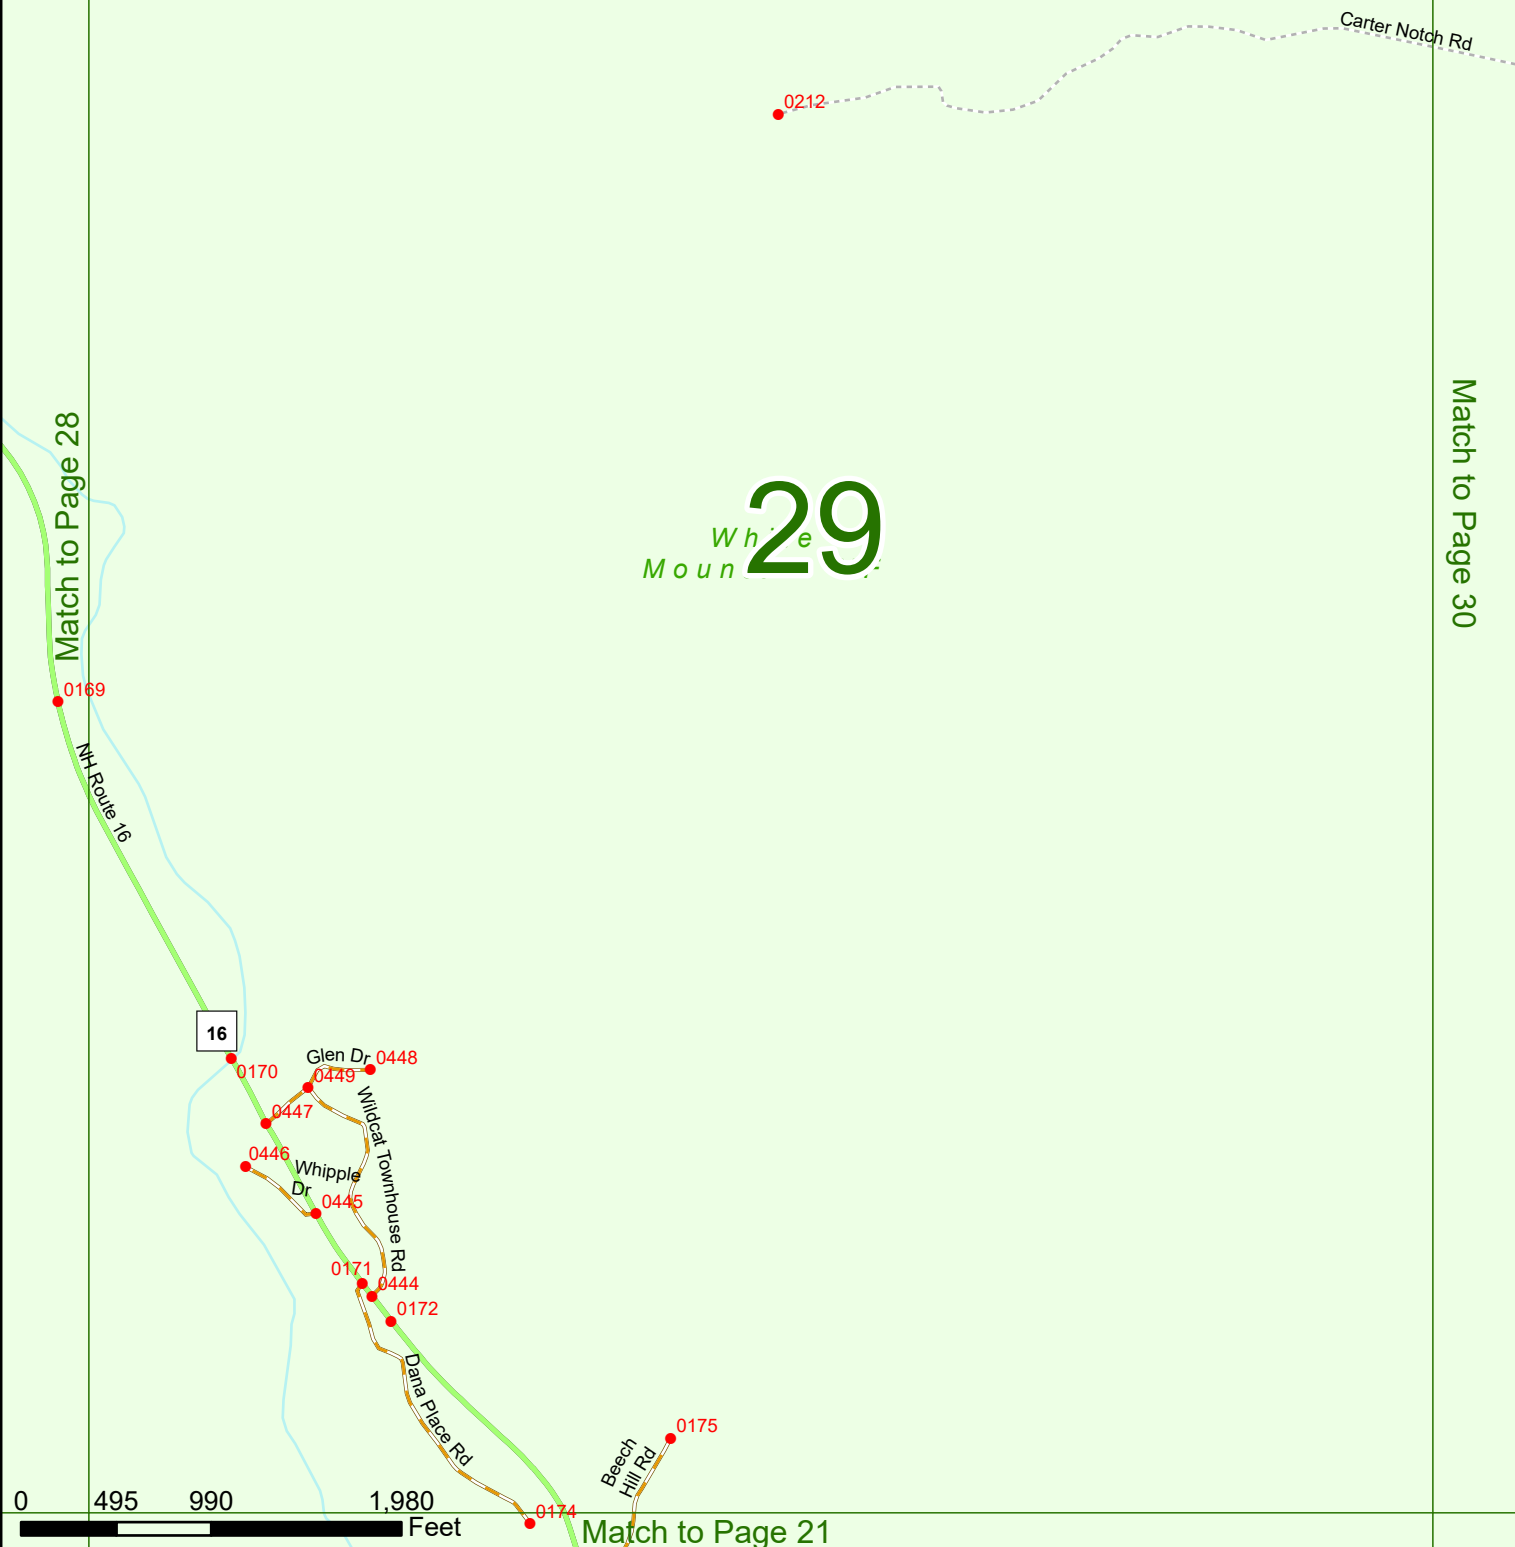 Carter Notch Rd
0212
Match to Page 28
Match to Page 30
29
0169
NH Route 16
16
0170
Glen Dr
0448
0449
0447
Wildcat Townhouse Rd
0446
Whipple
Dr
0445
0171
0444
0172
Dana Place Rd
0175
Beech
Hill Rd
0174
0
495
990
1,980
Feet
Match to Page 21